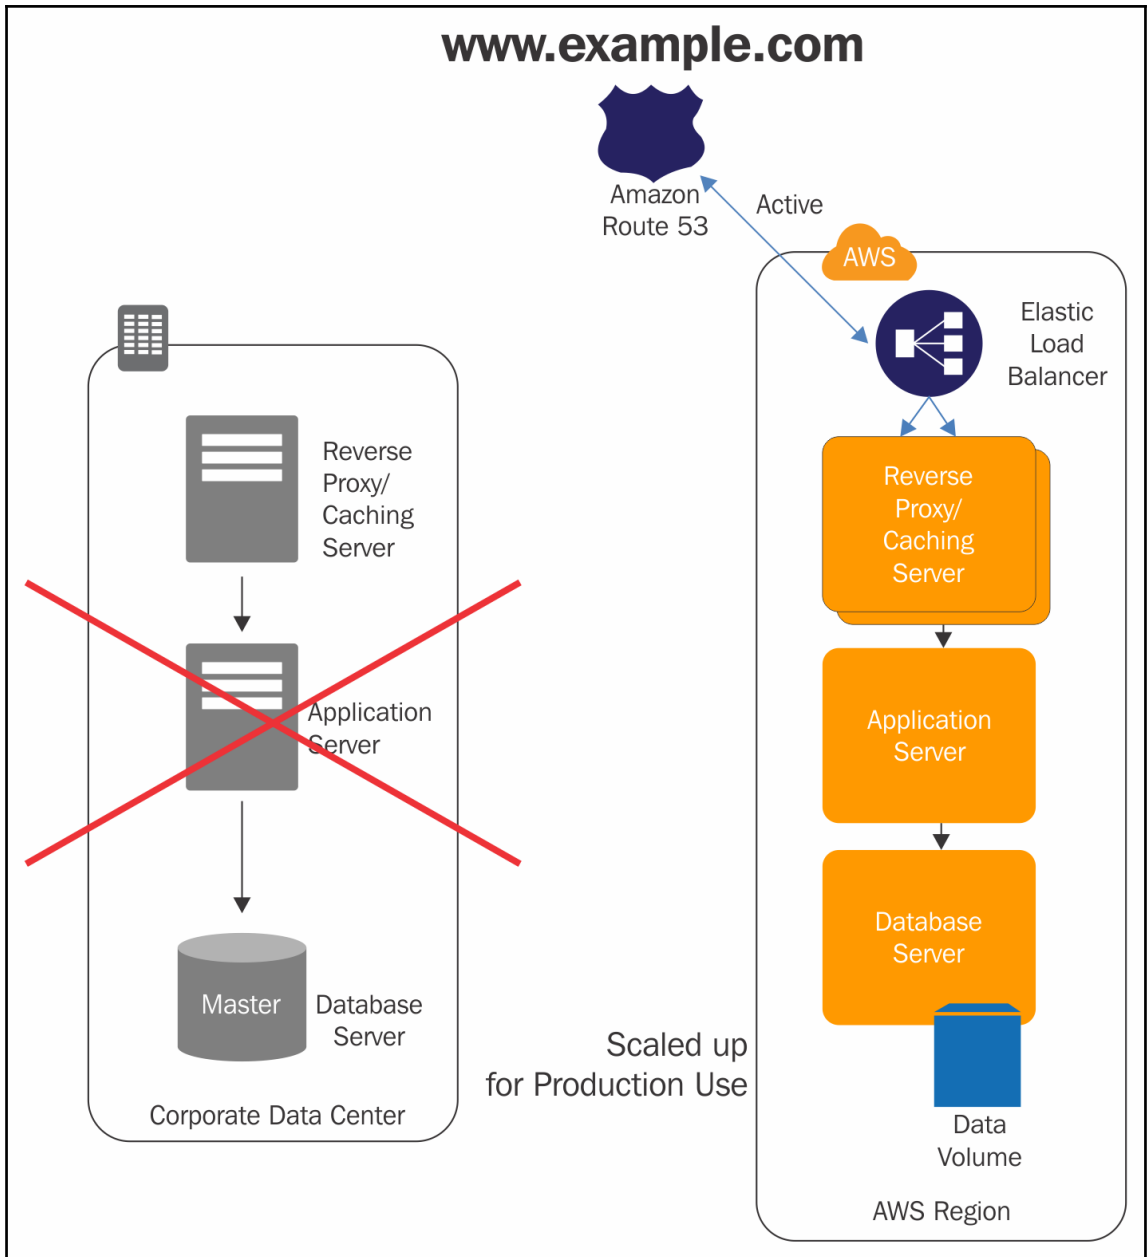 www.example.com
Amazon
Route 53
Active
AWS
Elastic
Load
Balancer
Reverse
Proxy/
Caching
Server
Application
Server
Master
Database
Server
Corporate Data Center
Scaled up
for Production Use
Reverse
Proxy/
Caching
Server
Application
Server
Database
Server
Data
Volume
AWS Region